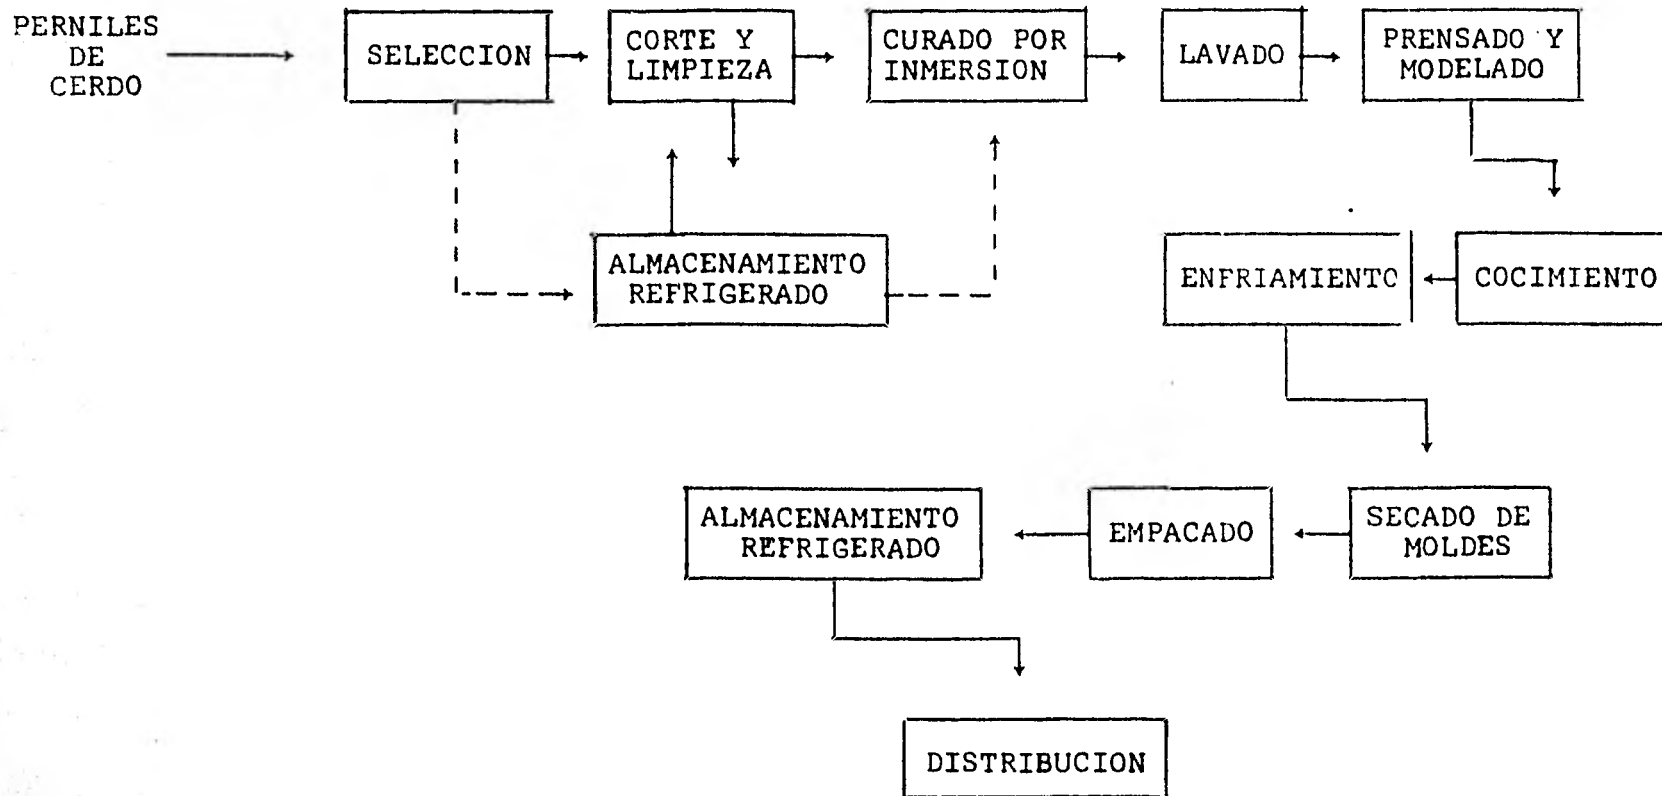 PERNILES
DE
CERDO
SELECCION
CORTE Y
LIMPIEZA
CURADO POR
INMERSION
LAVADO
PRENSADO Y
MODELADO
ALMACENAMIENTO
REFRIGERADO
ENFRIAMIENTO
COCIMIENTO
ALMACENAMIENTO
REFRIGERADO
EMPACADO
SECADO DE
MOLDES
DISTRIBUCION